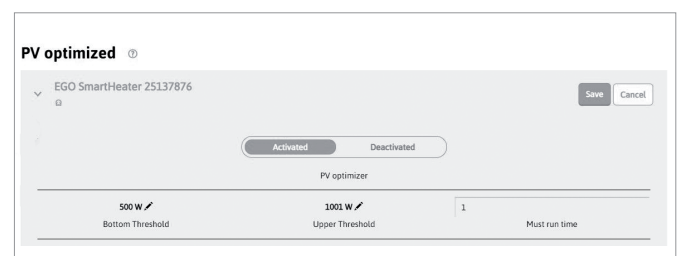 PV optimized ?
EGO SmartHeater 25137876
Save Cancel
Activated Deactivated
PV optimizer
500 W 1001 W 1
Bottom Threshold Upper Threshold Must run time